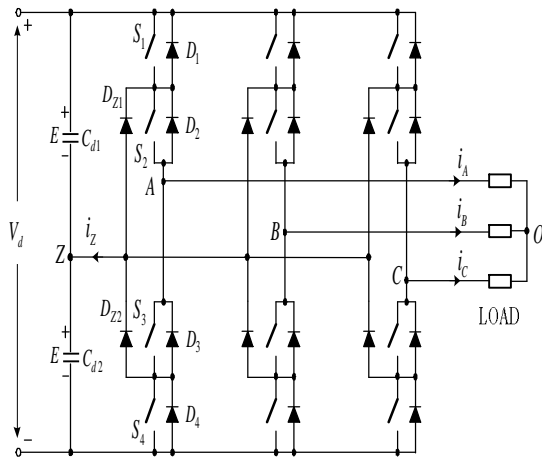 +
S1
D1
DZ1
+
E
Cd1
−
D2
S2
A
iA
Vd
iZ
B
iB
O
Z
C
iC
LOAD
DZ2
S3
+
E
Cd2
−
D3
S4
D4
−